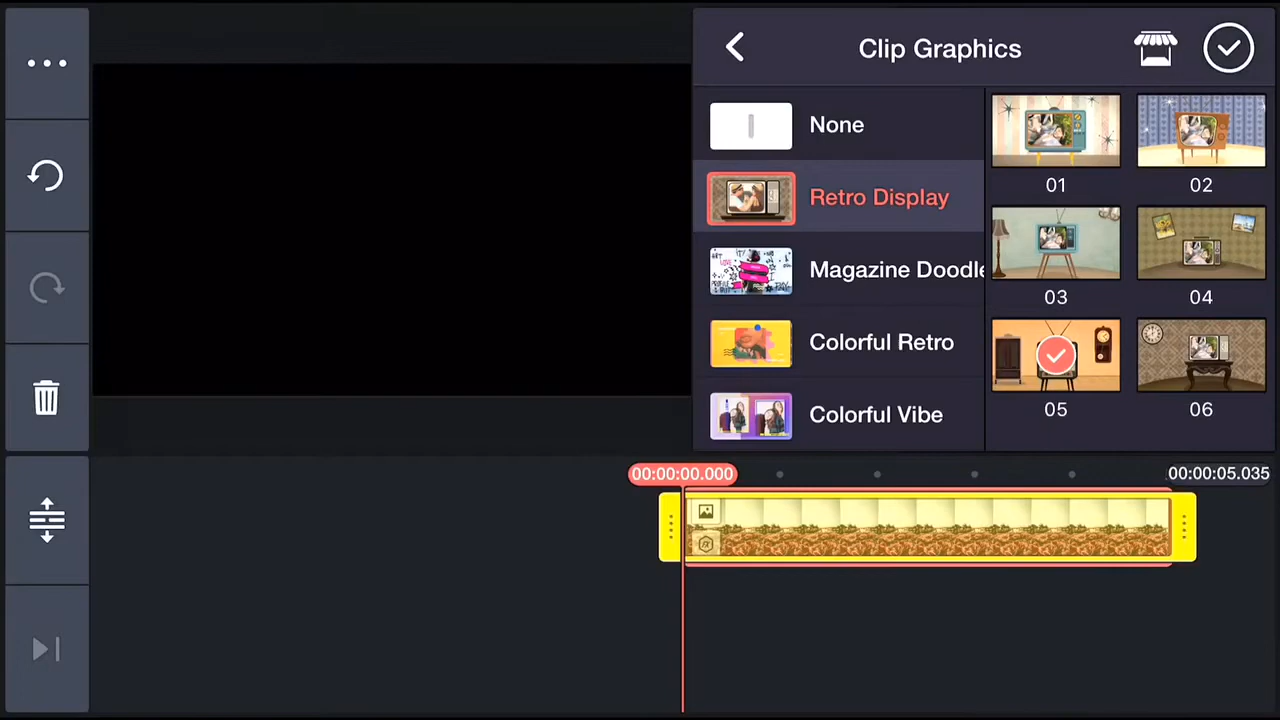 Clip Graphics
None
Retro Display
Magazine Doodle
Colorful Retro
Colorful Vibe
01
02
03
04
05
06
00:00:00.000
00:00:05.035